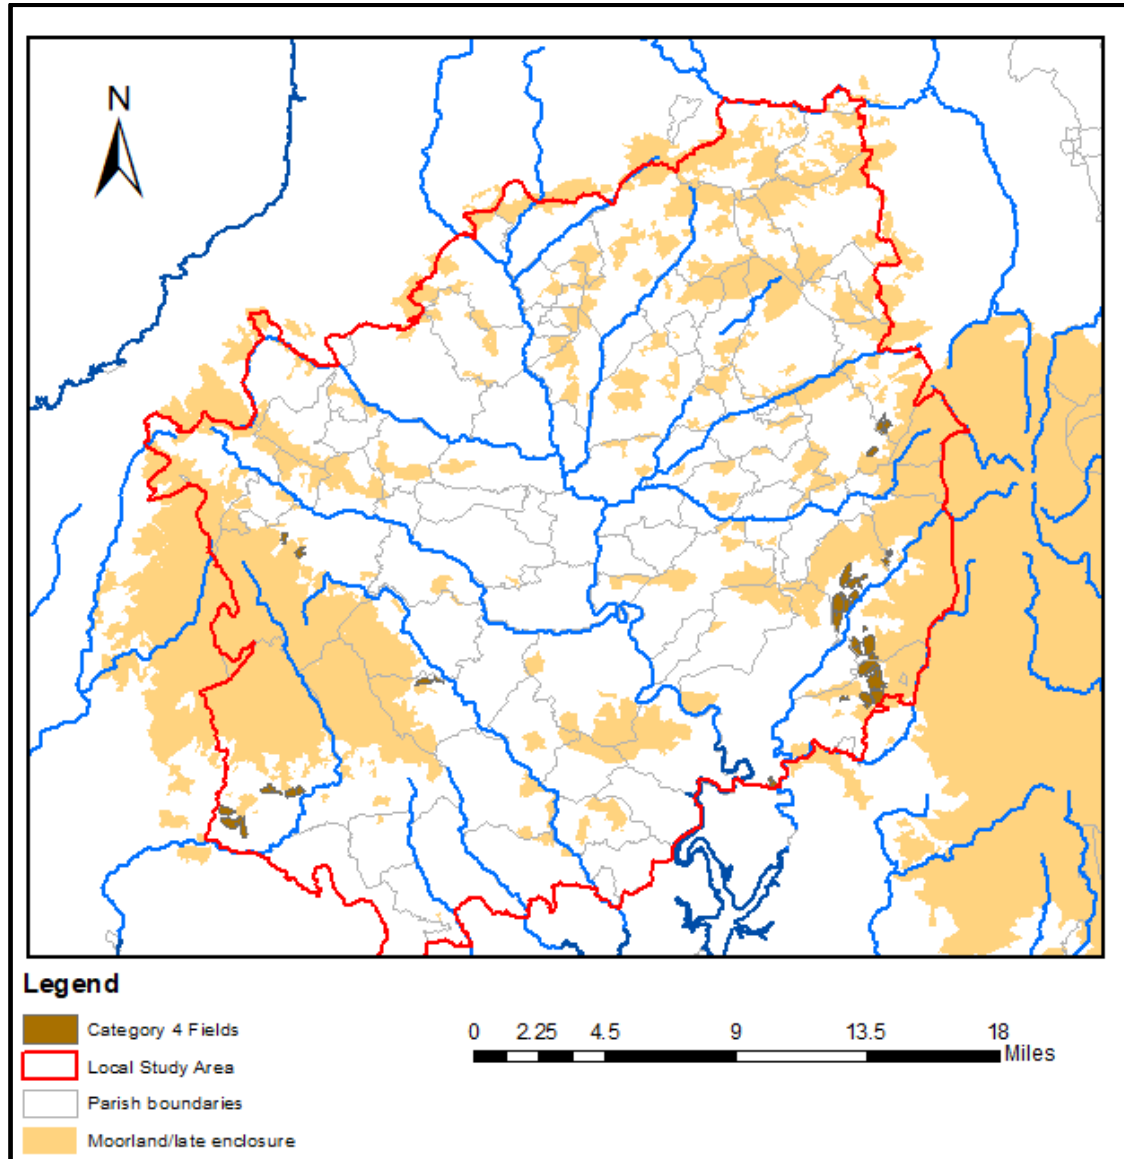 N
Legend
Category 4 Fields
Local Study Area
Parish boundaries
Moorland/late enclosure
0 2.25 4.5 9 13.5 18
Miles